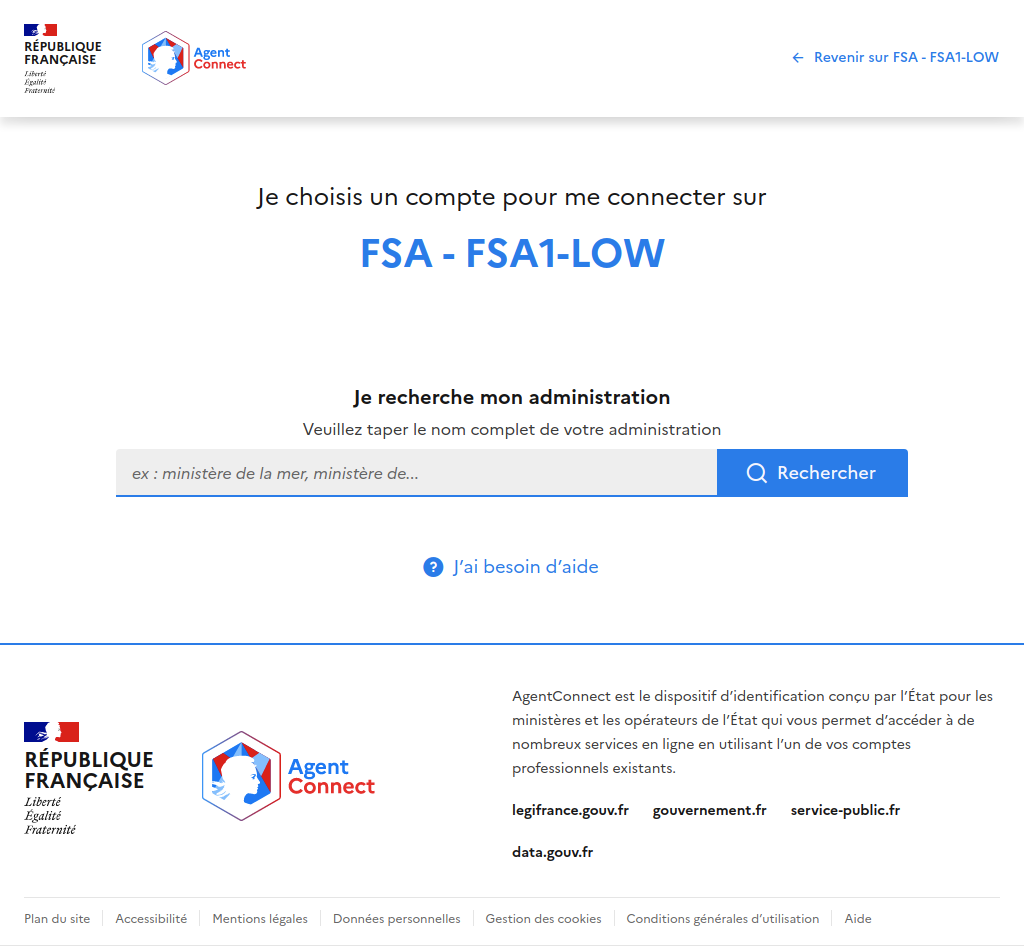 RÉPUBLIQUE
FRANÇAISE
Liberté
Égalité
Fraternité
Agent
Connect
Revenir sur FSA - FSA1-LOW
Je choisis un compte pour me connecter sur
FSA - FSA1-LOW
Je recherche mon administration
Veuillez taper le nom complet de votre administration
ex : ministère de la mer, ministère de...
Rechercher
J’ai besoin d’aide
RÉPUBLIQUE
FRANÇAISE
Liberté
Égalité
Fraternité
Agent
Connect
AgentConnect est le dispositif d’identification conçu par l’État pour les
ministères et les opérateurs de l’État qui vous permet d’accéder à de
nombreux services en ligne en utilisant l’un de vos comptes
professionnels existants.
legifrance.gouv.fr gouvernement.fr service-public.fr
data.gouv.fr
Plan du site Accessibilité Mentions légales Données personnelles Gestion des cookies Conditions générales d’utilisation Aide